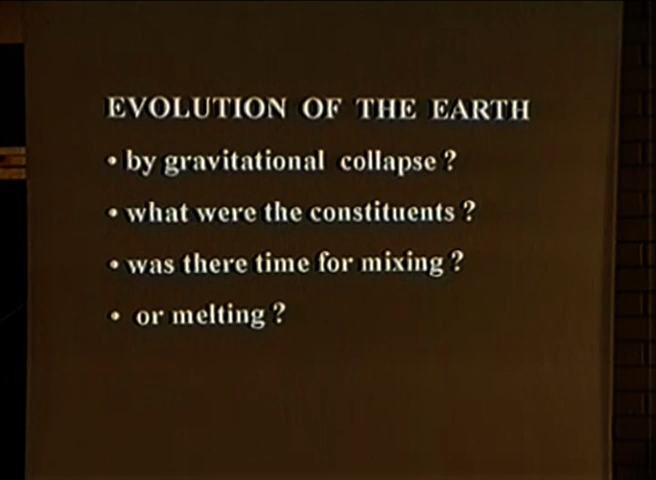 EVOLUTION OF THE EARTH
• by gravitational collapse ?
• what were the constituents ?
• was there time for mixing ?
• or melting ?